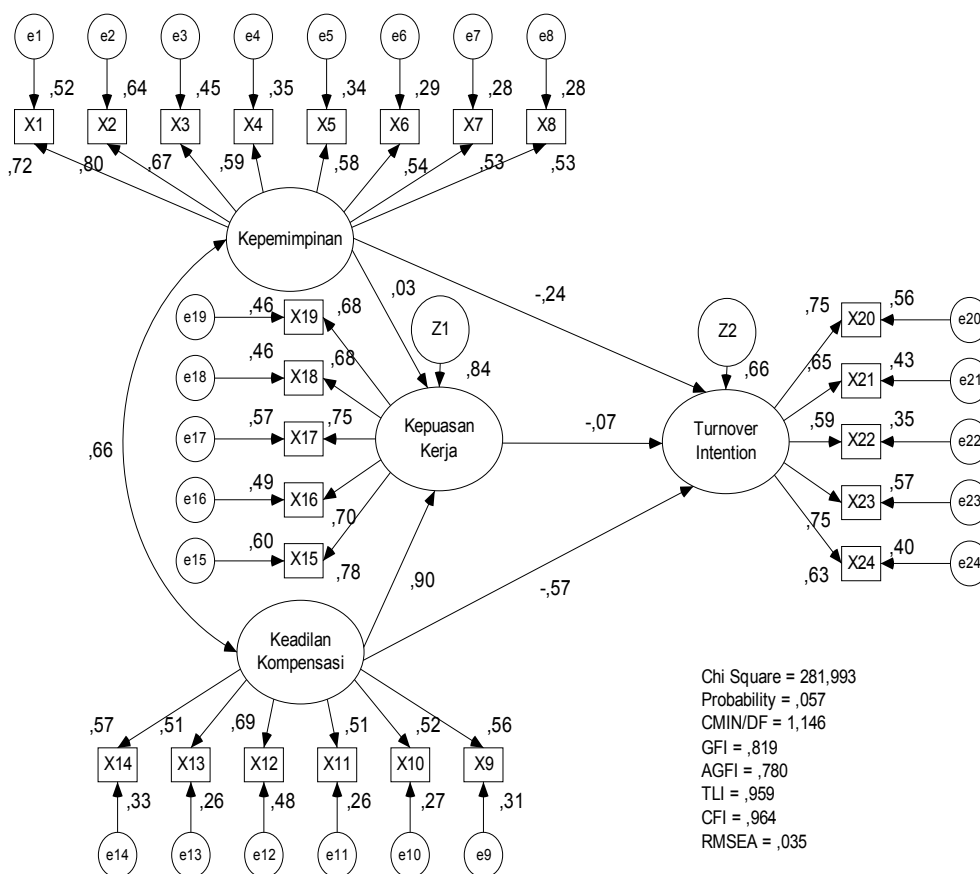 e1 e2 e3 e4 e5 e6 e7 e8
,52 ,64 ,45 ,35 ,34 ,29 ,28 ,28
X1 X2 X3 X4 X5 X6 X7 X8
,72 ,80 ,67 ,59 ,58 ,54 ,53 ,53
Kepemimpinan
,03
-,24
e19 ,46 X19 ,68
Z1
Z2
,75 X20 ,56 e20
e18 ,46 X18 ,68
,84
,66
,65 X21 ,43 e21
e17 ,57 X17 ,75
Kepuasan
Kerja
-,07
Turnover
Intention
,59 X22 ,35 e22
,66
e16 ,49 X16 ,70
,75 X23 ,57 e23
e15 ,60 X15 ,78
,63 X24 ,40 e24
,90
-,57
Keadilan
Kompensasi
,57 ,51 ,69 ,51 ,52 ,56
X14 X13 X12 X11 X10 X9
,33 ,26 ,48 ,26 ,27 ,31
e14 e13 e12 e11 e10 e9
Chi Square = 281,993
Probability = ,057
CMIN/DF = 1,146
GFI = ,819
AGFI = ,780
TLI = ,959
CFI = ,964
RMSEA = ,035